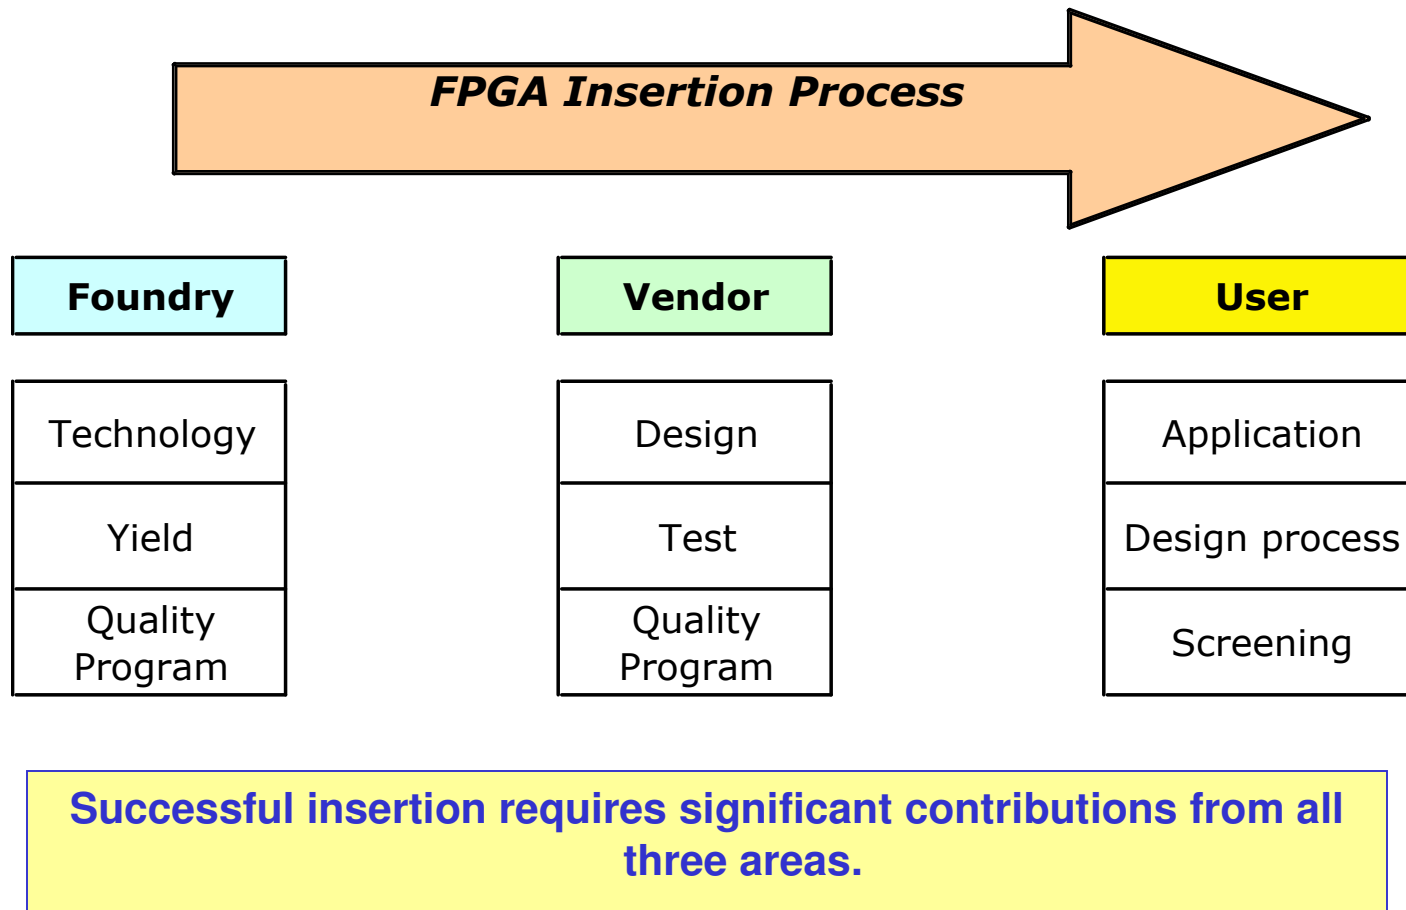 FPGA Insertion Process
Foundry
Vendor
User
Technology
Design
Application
Yield
Test
Design process
Quality
Program
Quality
Program
Screening
Successful insertion requires significant contributions from all
three areas.